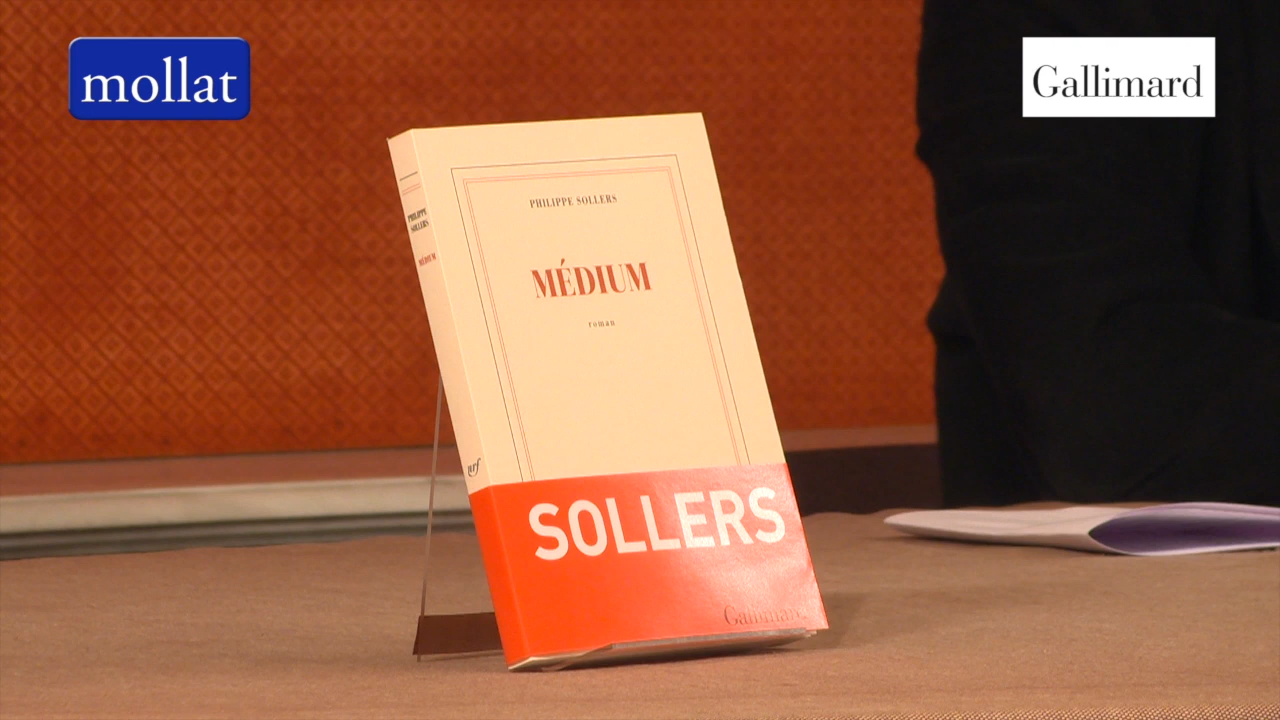 mollat
Gallimard
PHILIPPE SOLLERS
MÉDIUM
roman
PHILIPPE
SOLLERS
MÉDIUM
nrf
SOLLERS
Gallimard